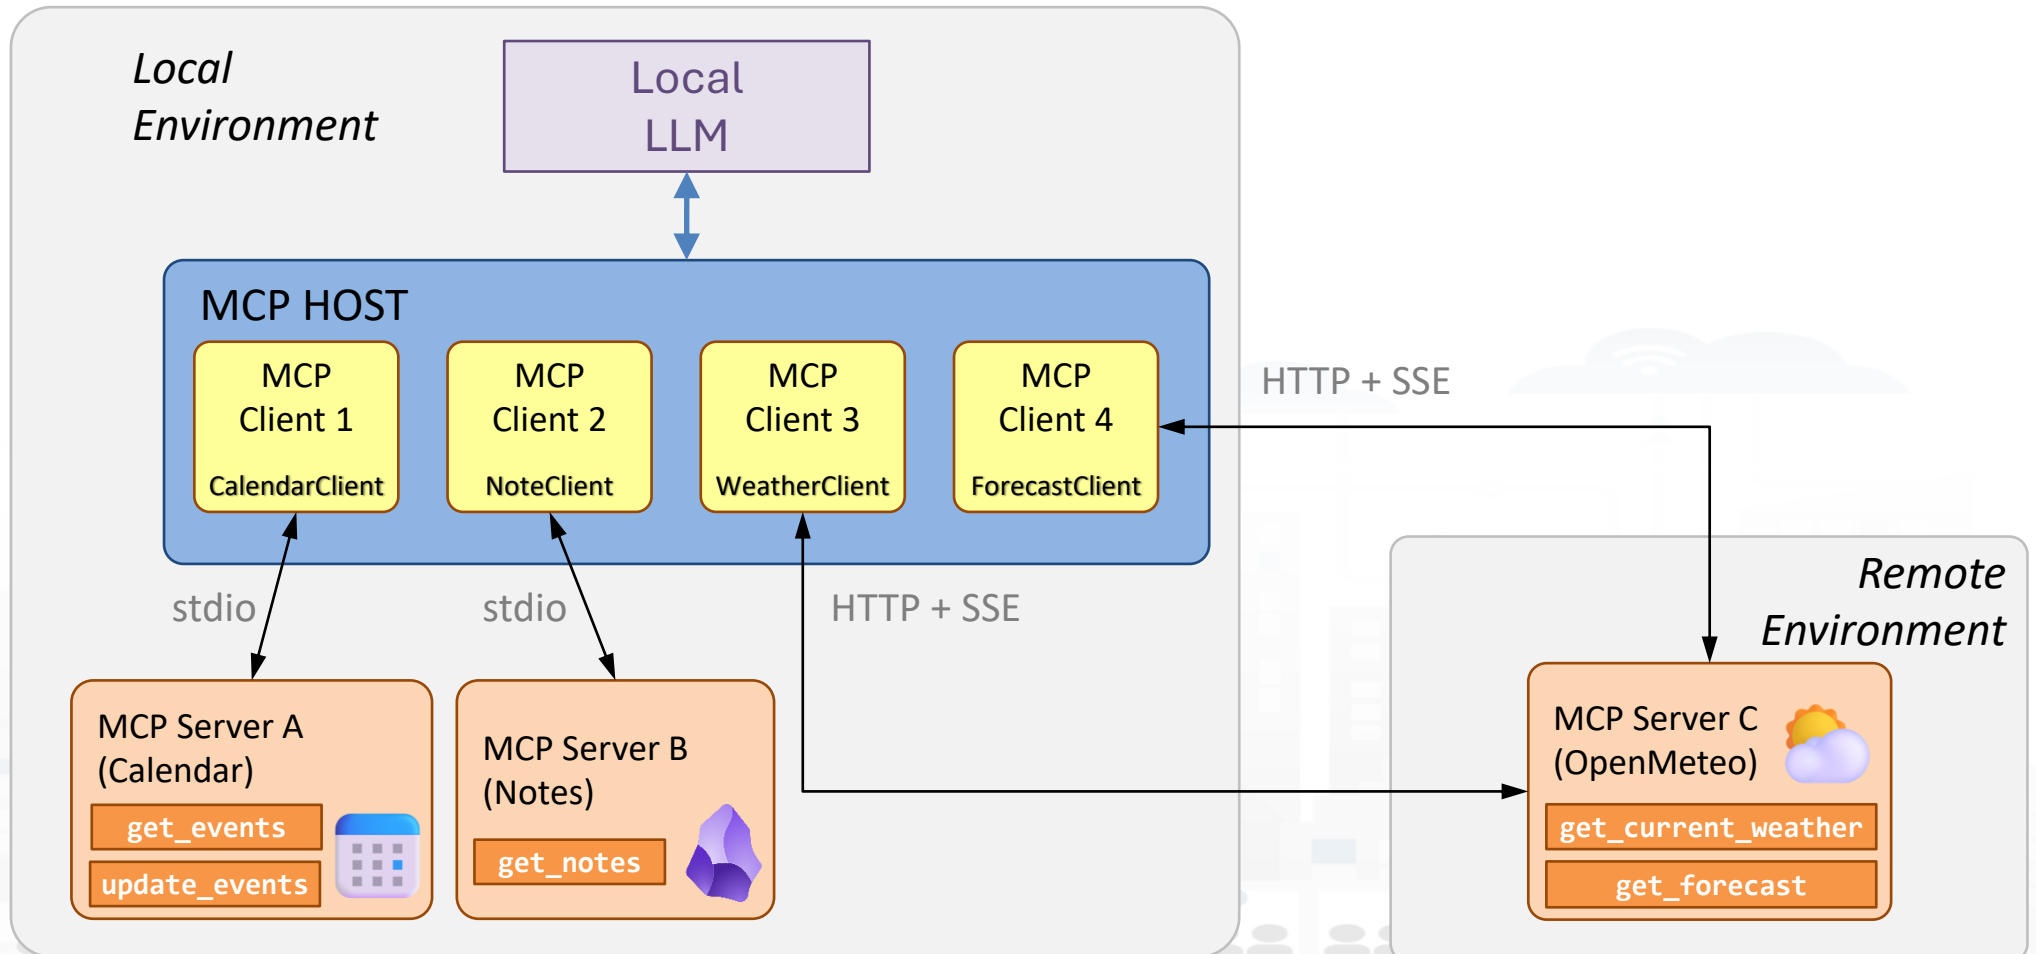 Local
Environment
Local
LLM
MCP HOST
MCP
Client 1
CalendarClient
MCP
Client 2
NoteClient
MCP
Client 3
WeatherClient
MCP
Client 4
ForecastClient
HTTP + SSE
stdio
stdio
HTTP + SSE
Remote
Environment
MCP Server A
(Calendar)
get_events
update_events
MCP Server B
(Notes)
get_notes
MCP Server C
(OpenMeteo)
get_current_weather
get_forecast